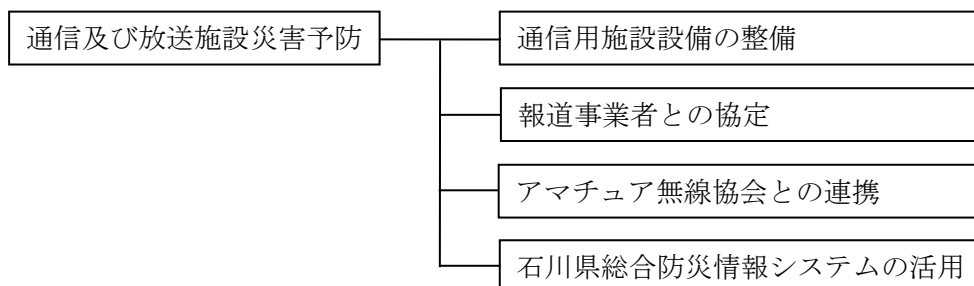 通信及び放送施設災害予防
通信用施設設備の整備
報道事業者との協定
アマチュア無線協会との連携
石川県総合防災情報システムの活用